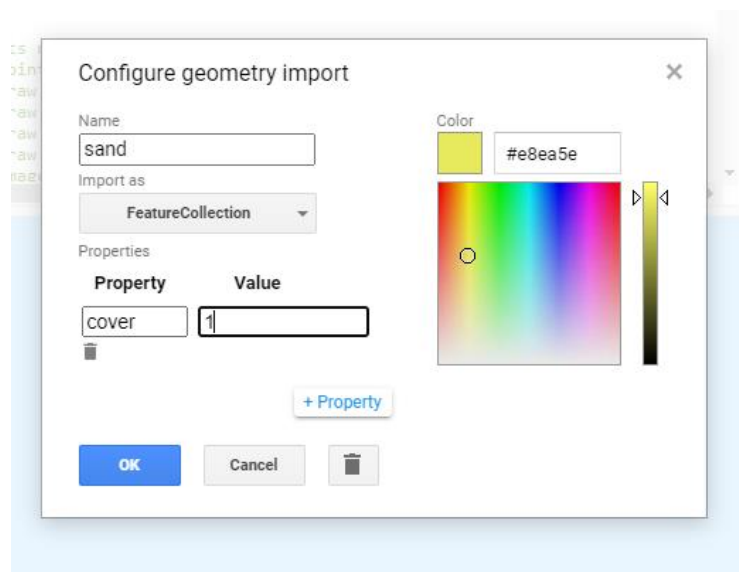 Configure geometry import
Name
Color
sand
#e8ea5e
Import as
FeatureCollection
Properties
Property Value
cover 1
+ Property
OK Cancel